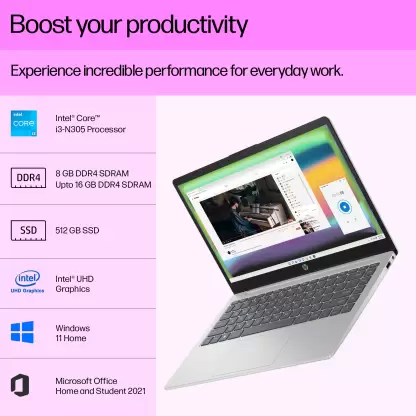 Boost your productivity
Experience incredible performance for everyday work.
intel
CORE
i3
Intel® Core™
i3-N305 Processor
DDR4
8 GB DDR4 SDRAM
Upto 16 GB DDR4 SDRAM
SSD
512 GB SSD
intel
UHD Graphics
Intel® UHD
Graphics
Windows
11 Home
Microsoft Office
Home and Student 2021
hp